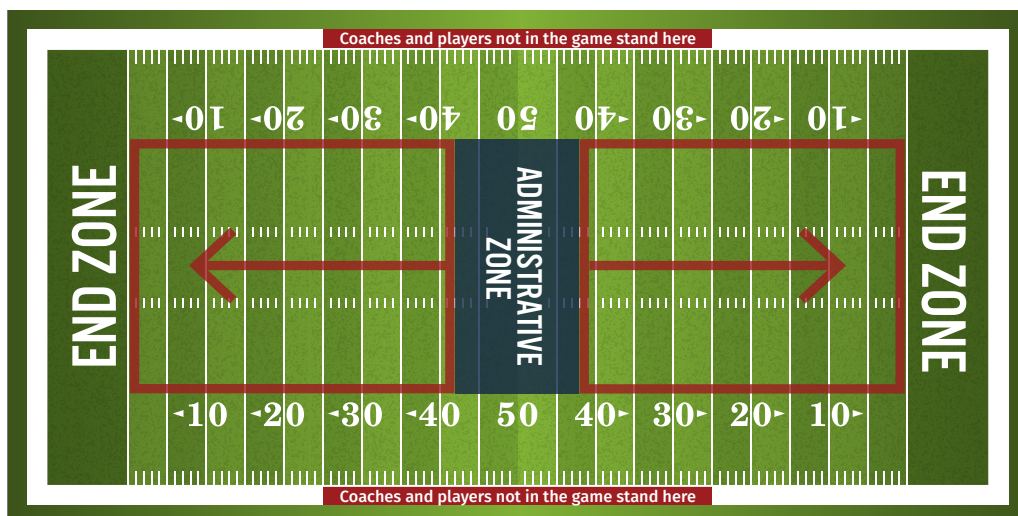 Coaches and players not in the game stand here
10 20 30 40 50 40 30 20 10
END ZONE
ADMINISTRATIVE
ZONE
END ZONE
10 20 30 40 50 40 30 20 10
Coaches and players not in the game stand here